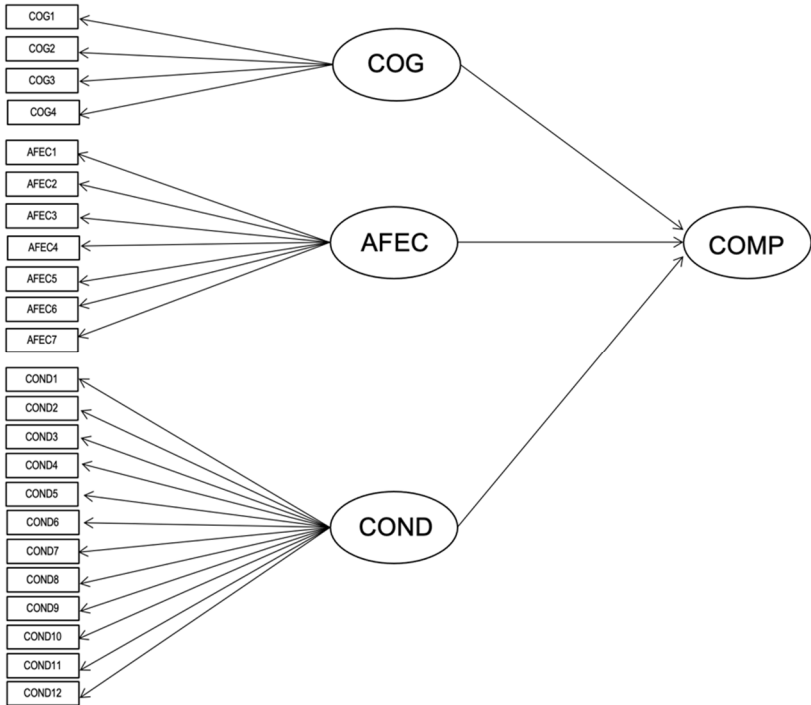 COG1
COG2
COG3
COG4
COG
AFEC1
AFEC2
AFEC3
AFEC4
AFEC5
AFEC6
AFEC7
AFEC
COMP
COND1
COND2
COND3
COND4
COND5
COND6
COND7
COND8
COND9
COND10
COND11
COND12
COND